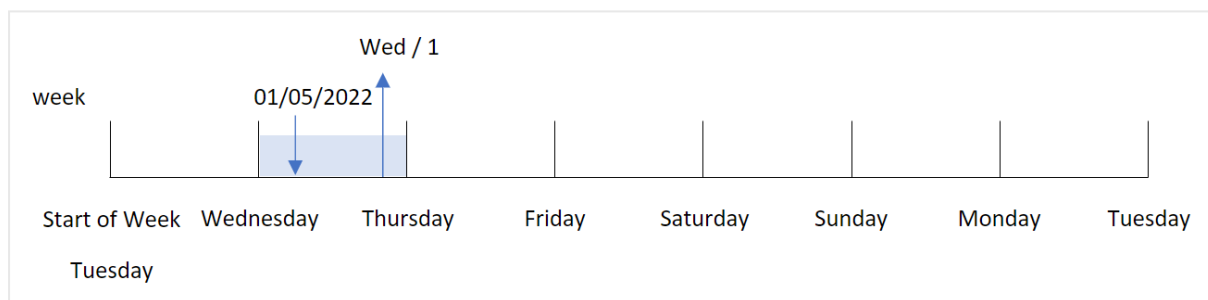 Wed / 1
week
01/05/2022
Start of Week Wednesday Thursday Friday Saturday Sunday Monday Tuesday
Tuesday